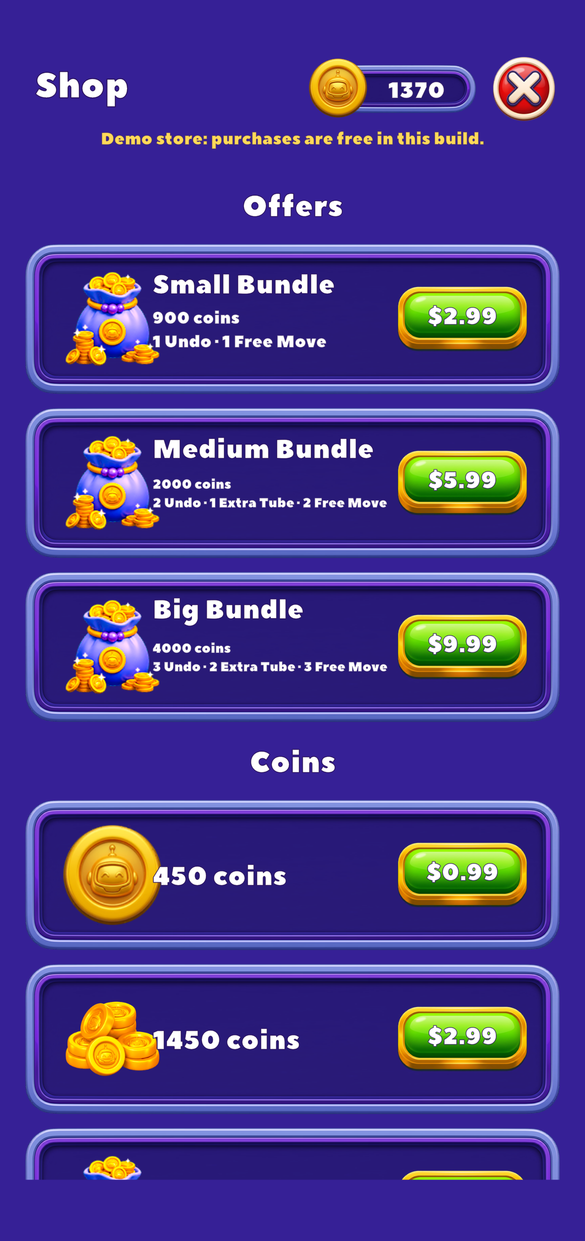 Shop
1370
Demo store: purchases are free in this build.
Offers
Small Bundle
900 coins
1 Undo · 1 Free Move
$2.99
Medium Bundle
2000 coins
2 Undo · 1 Extra Tube · 2 Free Move
$5.99
Big Bundle
4000 coins
3 Undo · 2 Extra Tube · 3 Free Move
$9.99
Coins
450 coins
$0.99
1450 coins
$2.99